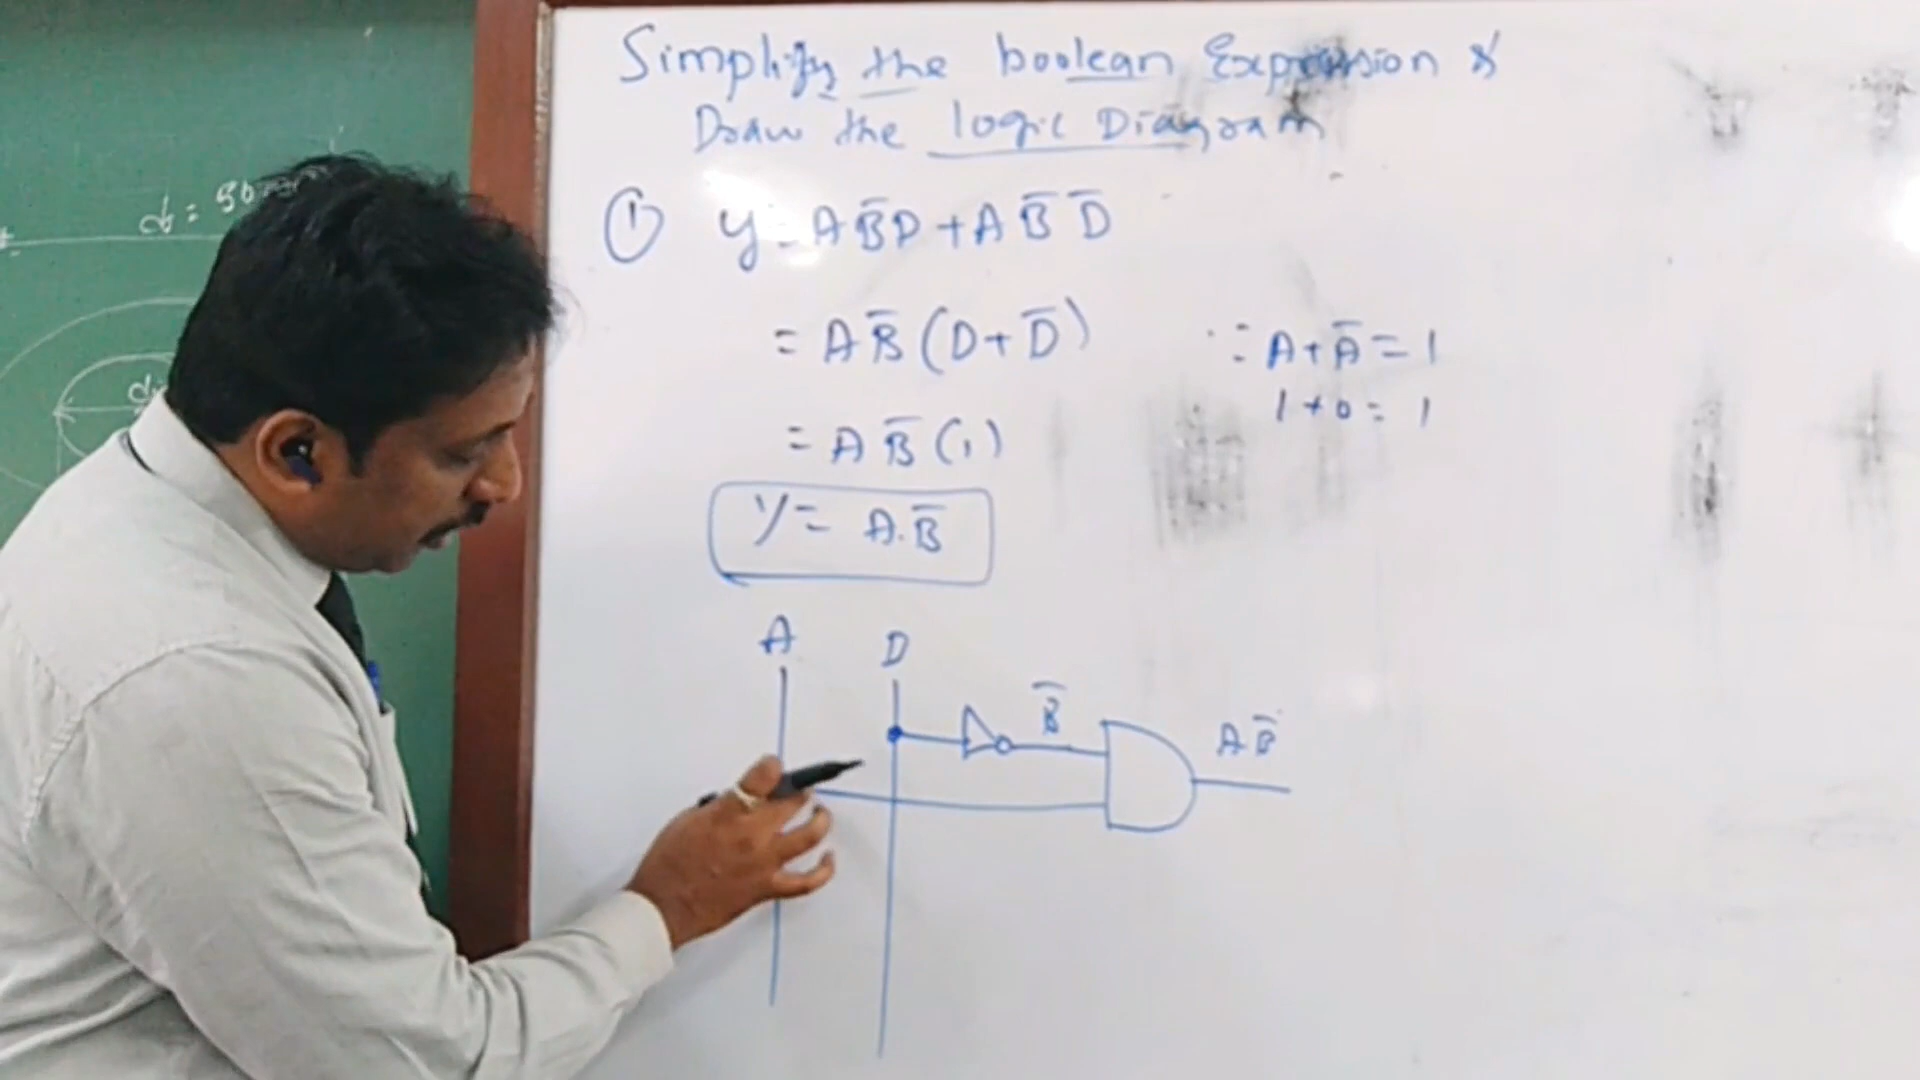 Simplify the boolean Expression &
Draw the logic Diagram
① y = AB̅D + AB̅D̅
= AB̅(D+D̅)
∵ A+A̅ = 1
1+0 = 1
= AB̅(1)
Y = A.B̅
A D
B̅
AB̅
d = 50